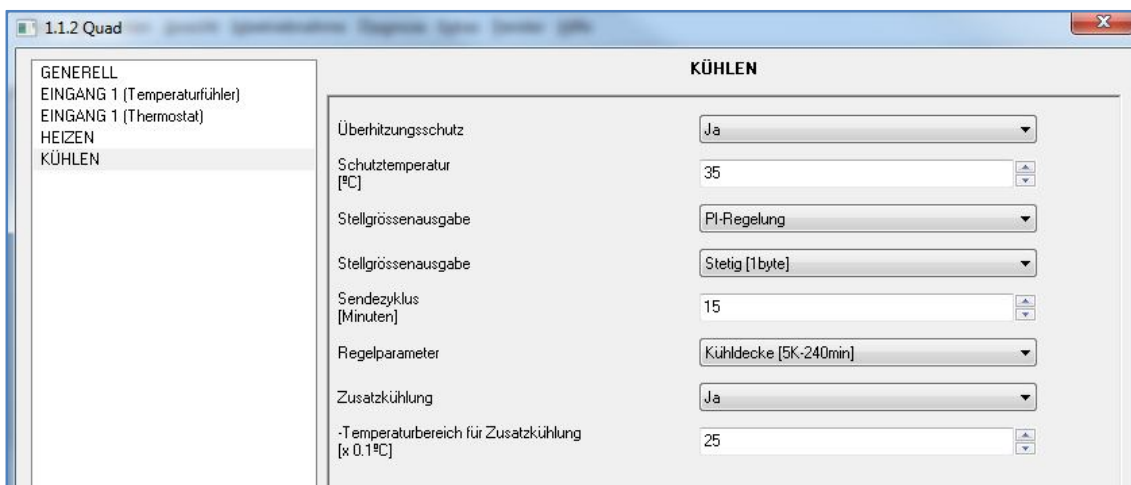 1.1.2 Quad
GENERELL
EINGANG 1 (Temperaturfühler)
EINGANG 1 (Thermostat)
HEIZEN
KÜHLEN
KÜHLEN
Überhitzungsschutz
Ja
Schutztemperatur
[ºC]
35
Stellgrössenausgabe
PI-Regelung
Stellgrössenausgabe
Stetig [1byte]
Sendezyklus
[Minuten]
15
Regelparameter
Kühldecke [5K-240min]
Zusatzkühlung
Ja
-Temperaturbereich für Zusatzkühlung
[x 0.1ºC]
25